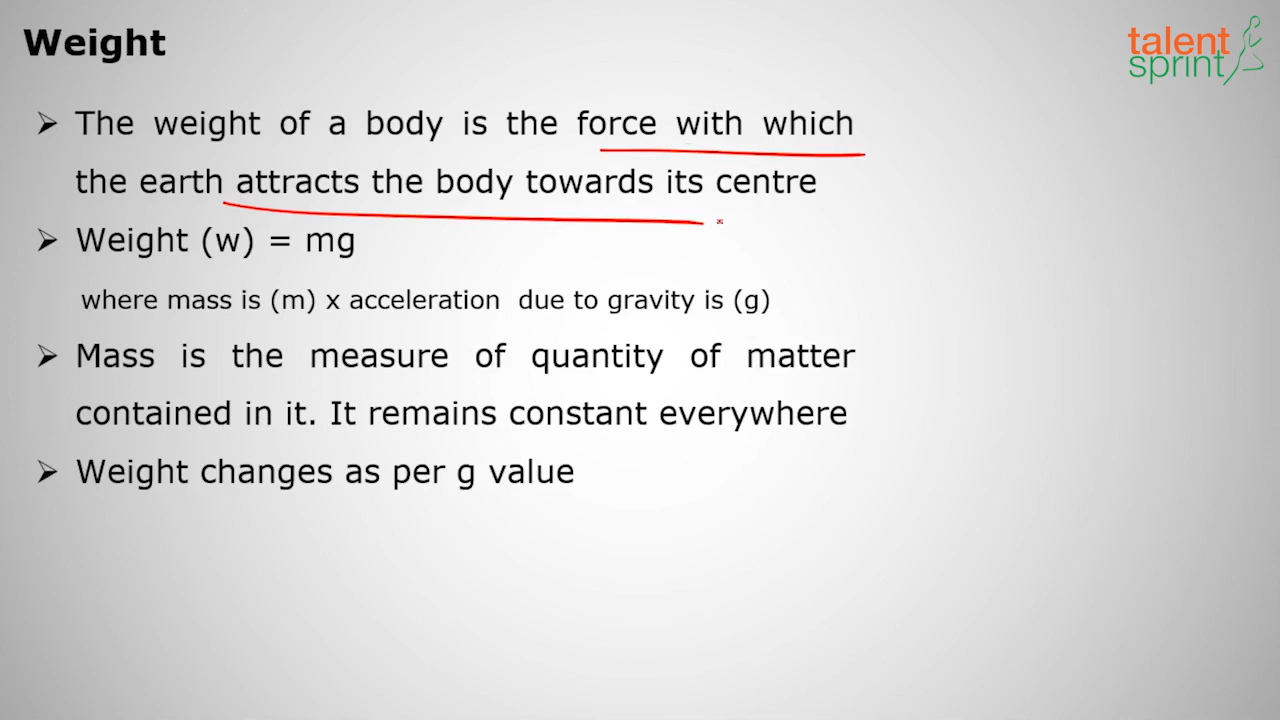 Weight
talent
sprint
➢ The weight of a body is the force with which
the earth attracts the body towards its centre
➢ Weight (w) = mg
where mass is (m) x acceleration due to gravity is (g)
➢ Mass is the measure of quantity of matter
contained in it. It remains constant everywhere
➢ Weight changes as per g value